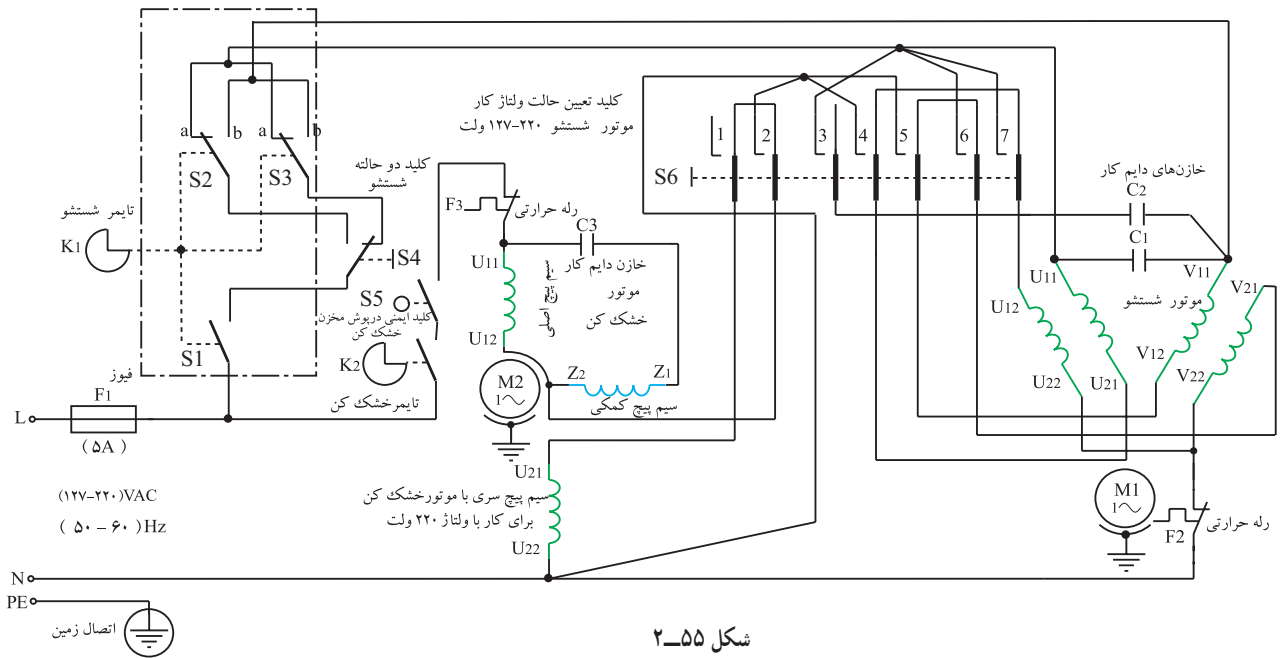 کلید تعیین حالت ولتاژ کار
موتور شستشو ۲۲۰-۱۲۷ ولت
1 2 3 4 5 6 7
S6
a b a b
S2 S3
کلید دو حالته
شستشو
تایمر شستشو
K1
S4
S1
F3
رله حرارتی
C3
خازن دایم کار
موتور
خشک کن
U11
سیم پیچ اصلی
U12
S5
کلید ایمنی درپوش مخزن
خشک کن
K2
تایمرخشک کن
M2
1
Z2 Z1
سیم پیچ کمکی
خازن‌های دایم کار
C2
C1
U11
V11
V21
موتور شستشو
U12
V12
U22
U21
V22
فیوز
F1
L
(۵A)
(۱۲۷-۲۲۰)VAC
(۵۰-۶۰)Hz
U21
سیم پیچ سری با موتورخشک کن
برای کار با ولتاژ ۲۲۰ ولت
U22
M1
1
F2
رله حرارتی
N
PE
اتصال زمین
شکل ۵۵ــ۲